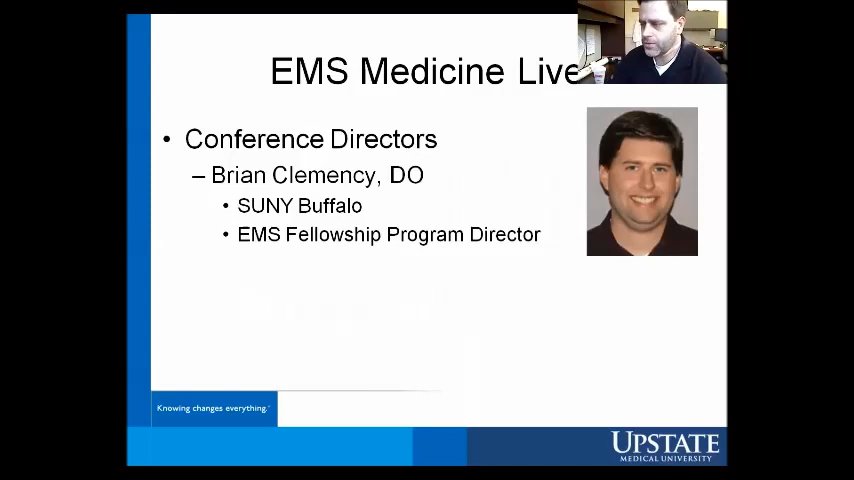 EMS Medicine Live
• Conference Directors
– Brian Clemency, DO
• SUNY Buffalo
• EMS Fellowship Program Director
Knowing changes everything.™
UPSTATE
MEDICAL UNIVERSITY